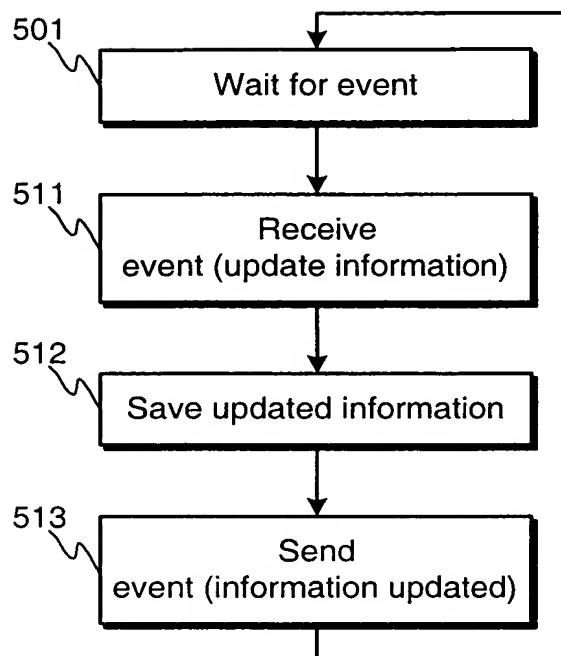 501
Wait for event
511
Receive
event (update information)
512
Save updated information
513
Send
event (information updated)